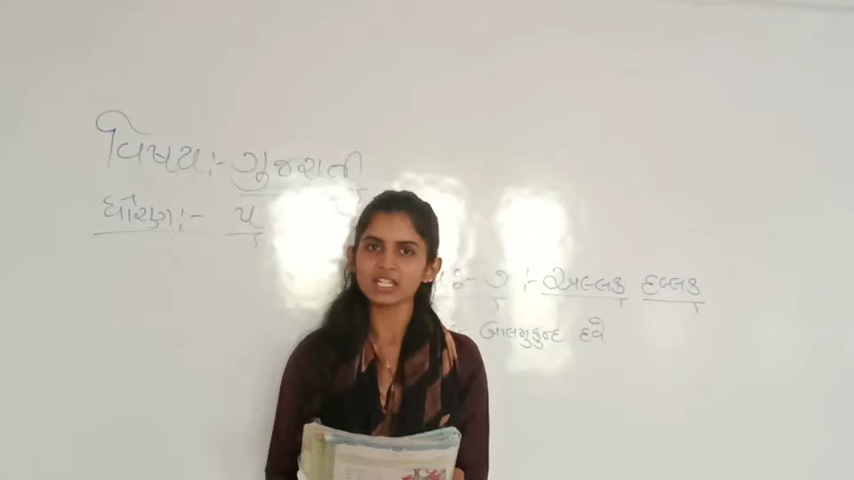 વિષય:- ગુજરાતી
ધોરણ:- ૫
:- ૭ :- અલ્લક દલ્લક
:- બાલમુકુન્દ દવે